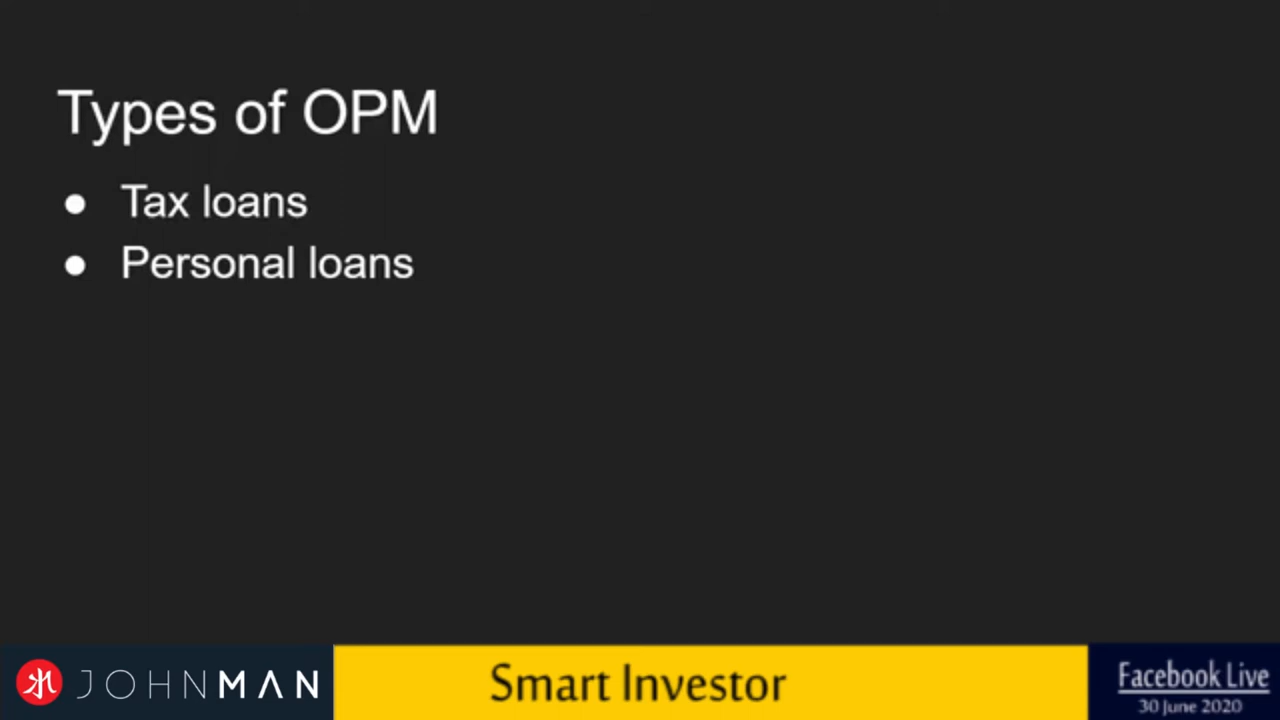 Types of OPM
● Tax loans
● Personal loans
JOHNMAN
Smart Investor
Facebook Live
30 June 2020